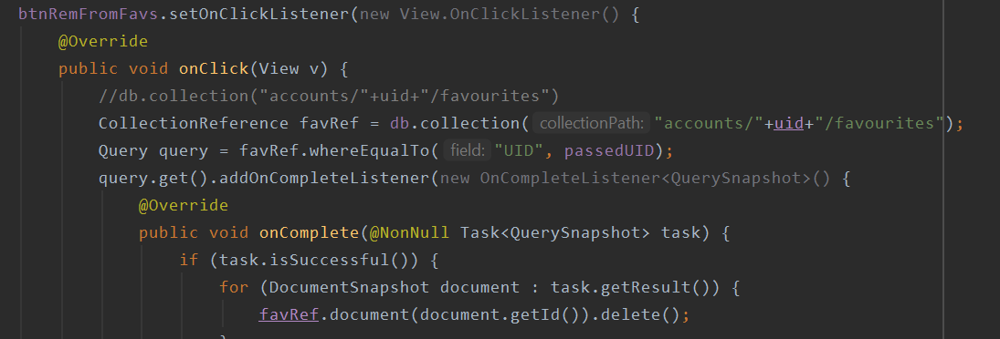 btnRemFromFavs.setOnClickListener(new View.OnClickListener() {
@Override
public void onClick(View v) {
//db.collection("accounts/"+uid+"/favourites")
CollectionReference favRef = db.collection( collectionPath: "accounts/"+uid+"/favourites");
Query query = favRef.whereEqualTo( field: "UID", passedUID);
query.get().addOnCompleteListener(new OnCompleteListener<QuerySnapshot>() {
@Override
public void onComplete(@NonNull Task<QuerySnapshot> task) {
if (task.isSuccessful()) {
for (DocumentSnapshot document : task.getResult()) {
favRef.document(document.getId()).delete();
}